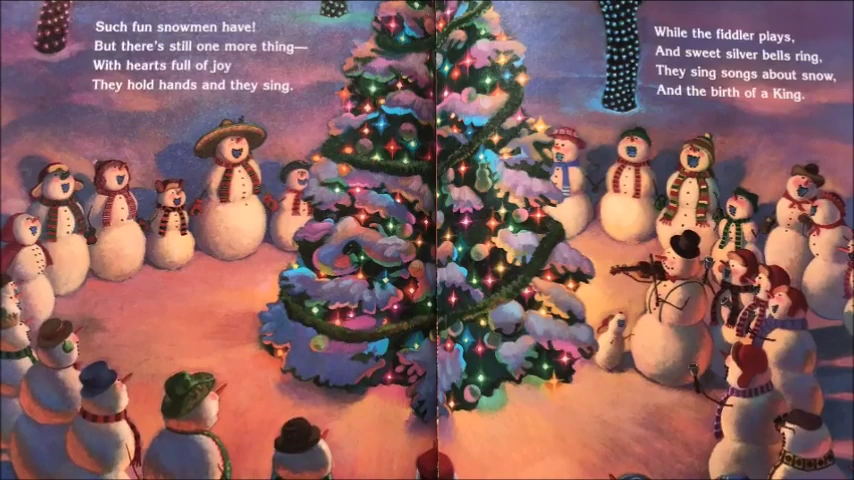 Such fun snowmen have!
But there's still one more thing—
With hearts full of joy
They hold hands and they sing.
While the fiddler plays,
And sweet silver bells ring,
They sing songs about snow,
And the birth of a King.